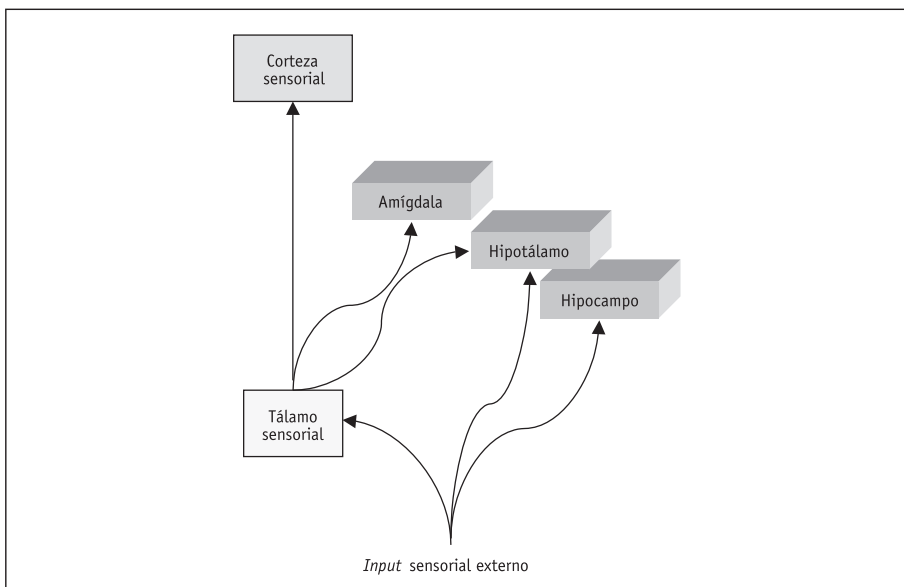 Corteza
sensorial
Amígdala
Hipotálamo
Hipocampo
Tálamo
sensorial
Input sensorial externo